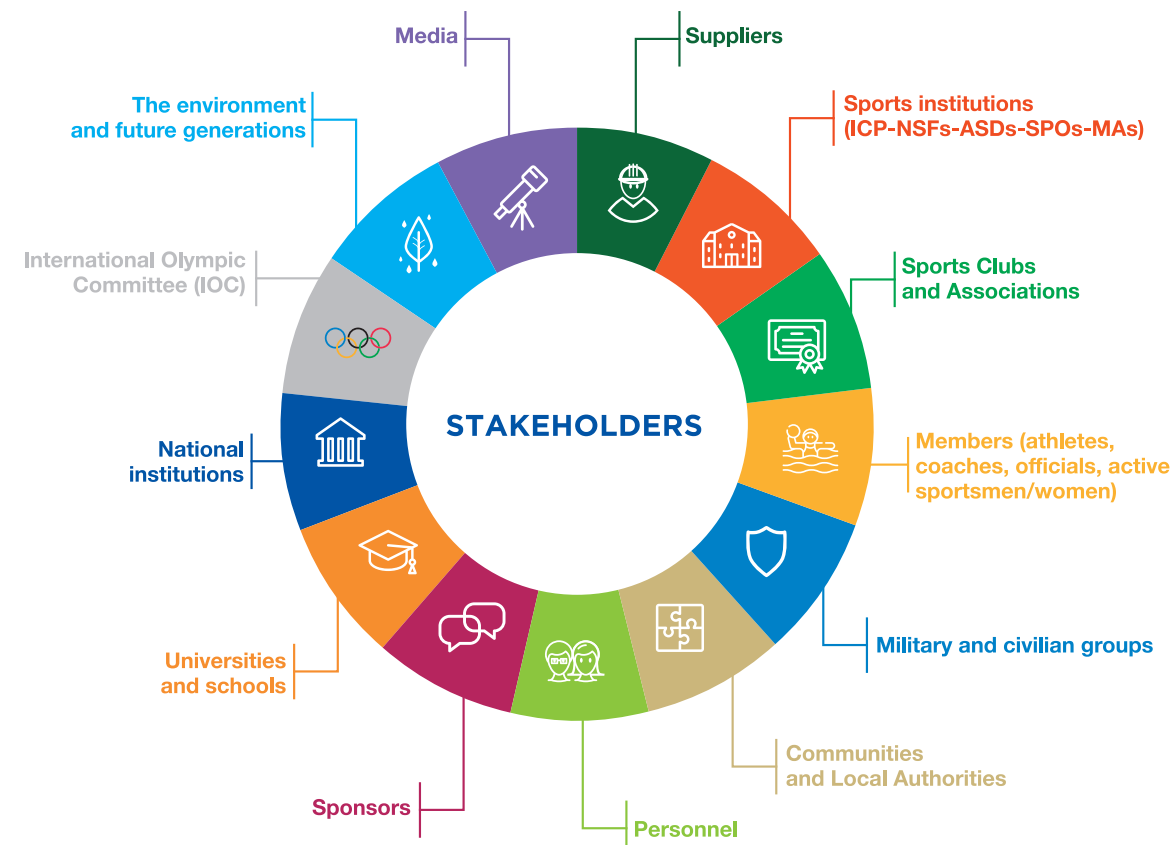 Media
Suppliers
The environment
and future generations
Sports institutions
(ICP-NSFs-ASDs-SPOs-MAs)
International Olympic
Committee (IOC)
Sports Clubs
and Associations
STAKEHOLDERS
National
institutions
Members (athletes,
coaches, officials, active
sportsmen/women)
Universities
and schools
Military and civilian groups
Communities
and Local Authorities
Sponsors
Personnel